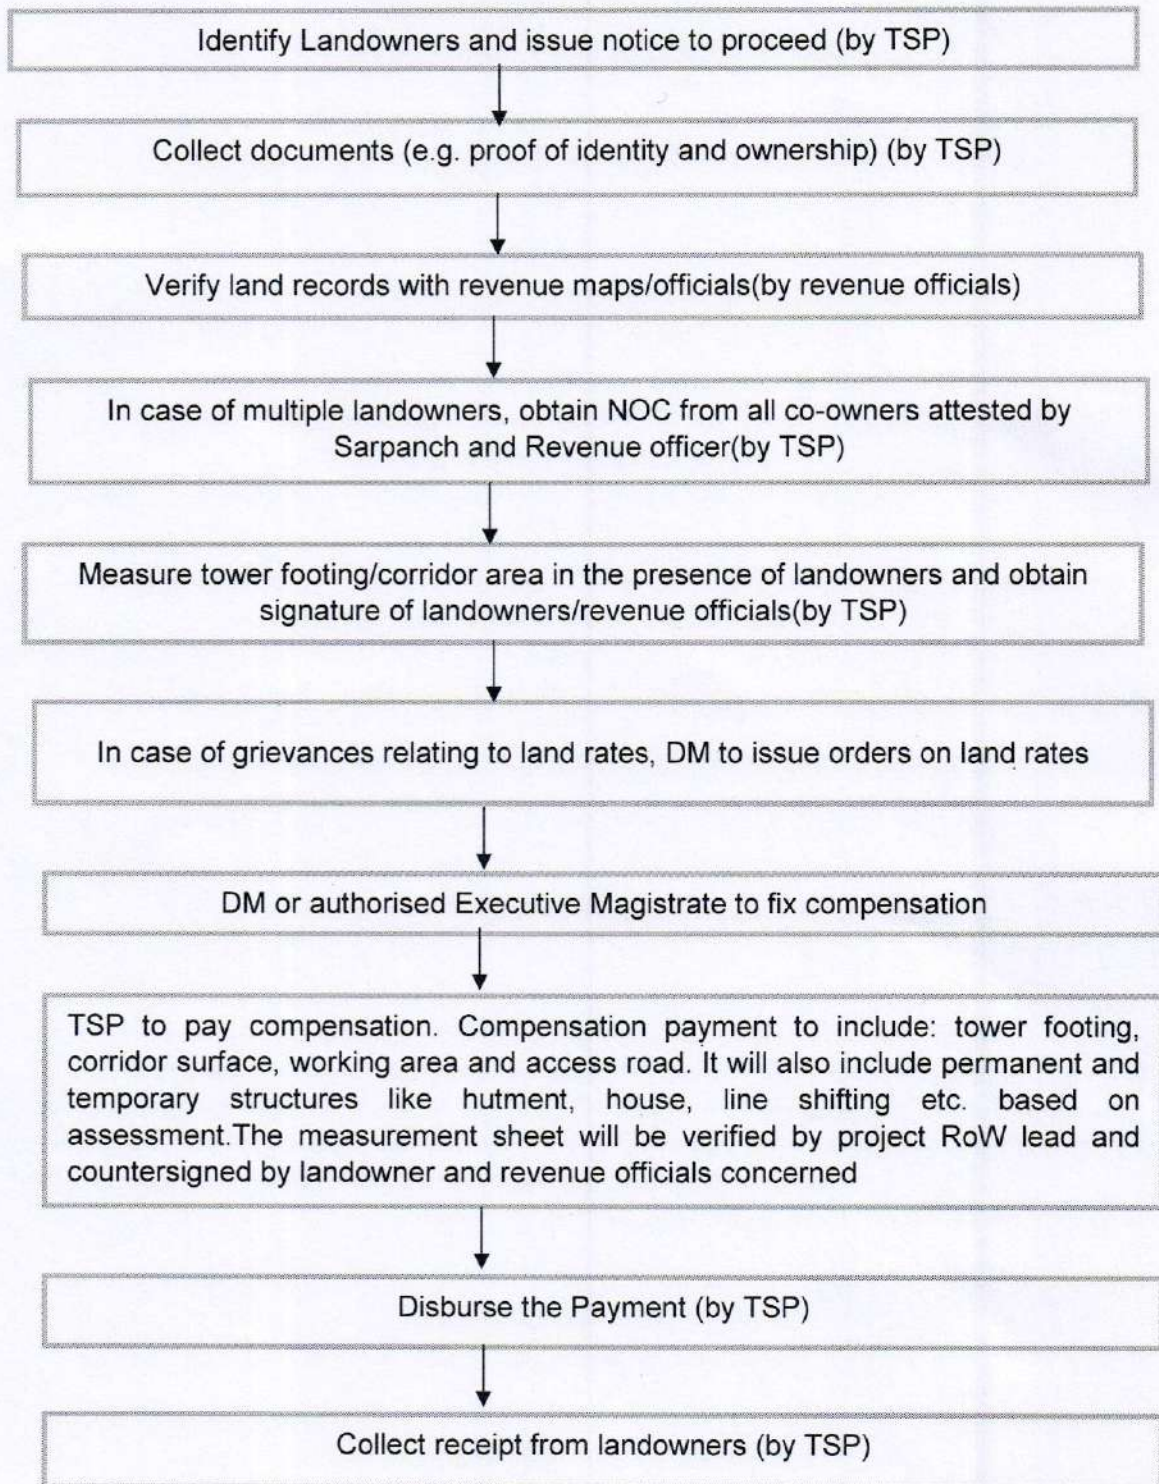 Identify Landowners and issue notice to proceed (by TSP)
Collect documents (e.g. proof of identity and ownership) (by TSP)
Verify land records with revenue maps/officials(by revenue officials)
In case of multiple landowners, obtain NOC from all co-owners attested by
Sarpanch and Revenue officer(by TSP)
Measure tower footing/corridor area in the presence of landowners and obtain
signature of landowners/revenue officials(by TSP)
In case of grievances relating to land rates, DM to issue orders on land rates
DM or authorised Executive Magistrate to fix compensation
TSP to pay compensation. Compensation payment to include: tower footing,
corridor surface, working area and access road. It will also include permanent and
temporary structures like hutment, house, line shifting etc. based on
assessment.The measurement sheet will be verified by project RoW lead and
countersigned by landowner and revenue officials concerned
Disburse the Payment (by TSP)
Collect receipt from landowners (by TSP)